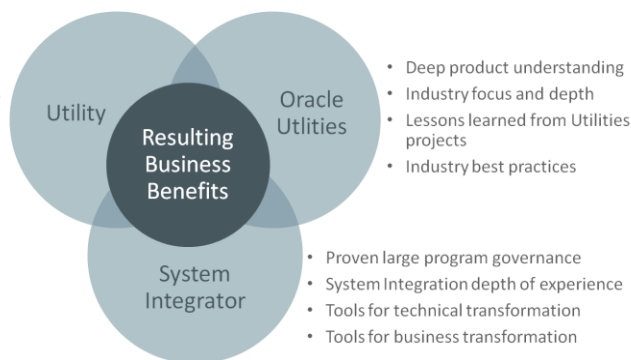 Utility
Oracle
Utlities
Resulting
Business
Benefits
System
Integrator
• Deep product understanding
• Industry focus and depth
• Lessons learned from Utilities
projects
• Industry best practices
• Proven large program governance
• System Integration depth of experience
• Tools for technical transformation
• Tools for business transformation